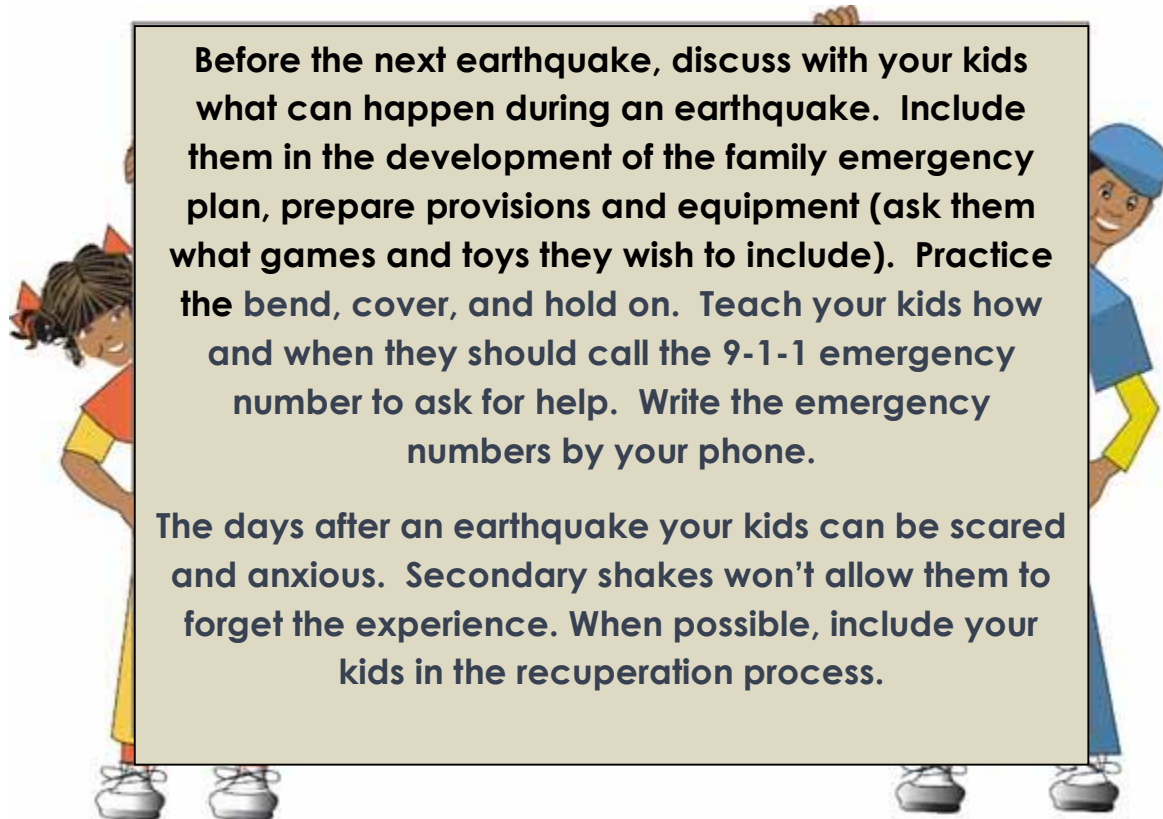 Before the next earthquake, discuss with your kids
what can happen during an earthquake.  Include
them in the development of the family emergency
plan, prepare provisions and equipment (ask them
what games and toys they wish to include).  Practice
the bend, cover, and hold on.  Teach your kids how
and when they should call the 9-1-1 emergency
number to ask for help.  Write the emergency
numbers by your phone.
The days after an earthquake your kids can be scared
and anxious.  Secondary shakes won’t allow them to
forget the experience. When possible, include your
kids in the recuperation process.